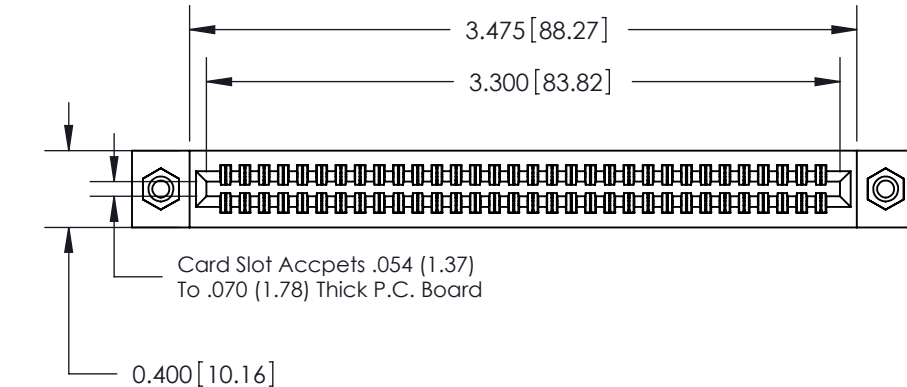 3.475[88.27]
3.300[83.82]
Card Slot Accpets .054 (1.37)
To .070 (1.78) Thick P.C. Board
0.400[10.16]